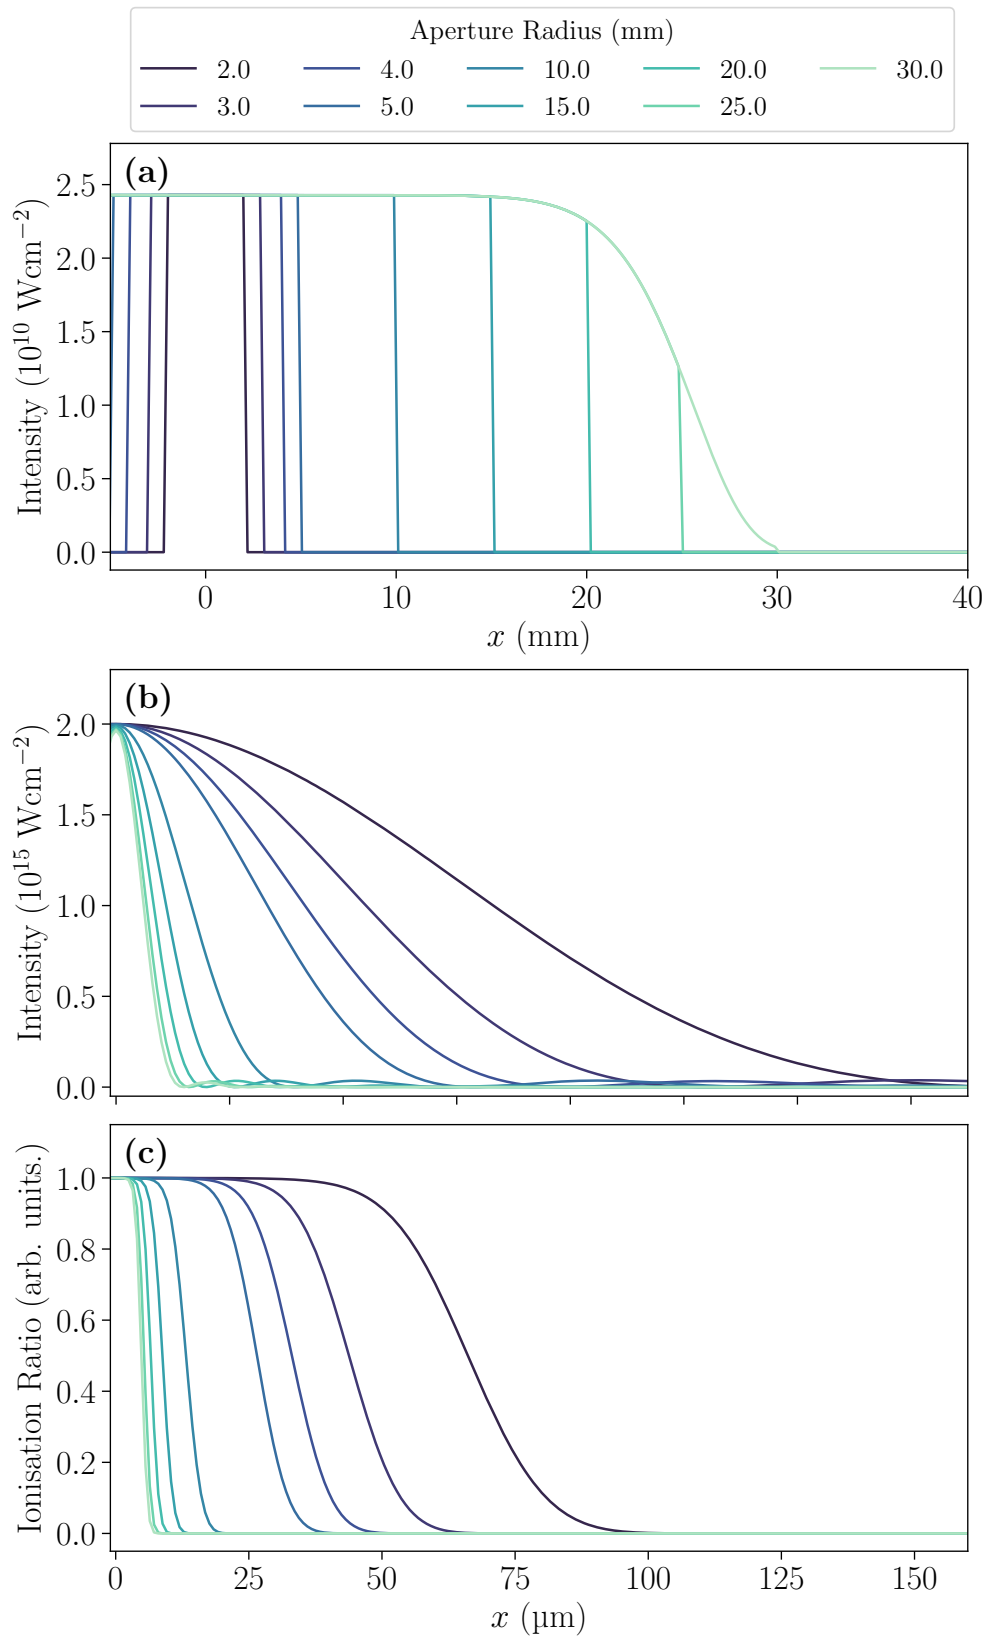 Aperture Radius (mm)
2.0 4.0 10.0 20.0 30.0
3.0 5.0 15.0 25.0
(a)
2.5
2.0
1.5
1.0
0.5
0.0
Intensity (10¹⁰ Wcm⁻²)
0 10 20 30 40
x (mm)
(b)
2.0
1.5
1.0
0.5
0.0
Intensity (10¹⁵ Wcm⁻²)
(c)
1.0
0.8
0.6
0.4
0.2
0.0
Ionisation Ratio (arb. units.)
0 25 50 75 100 125 150
x (µm)